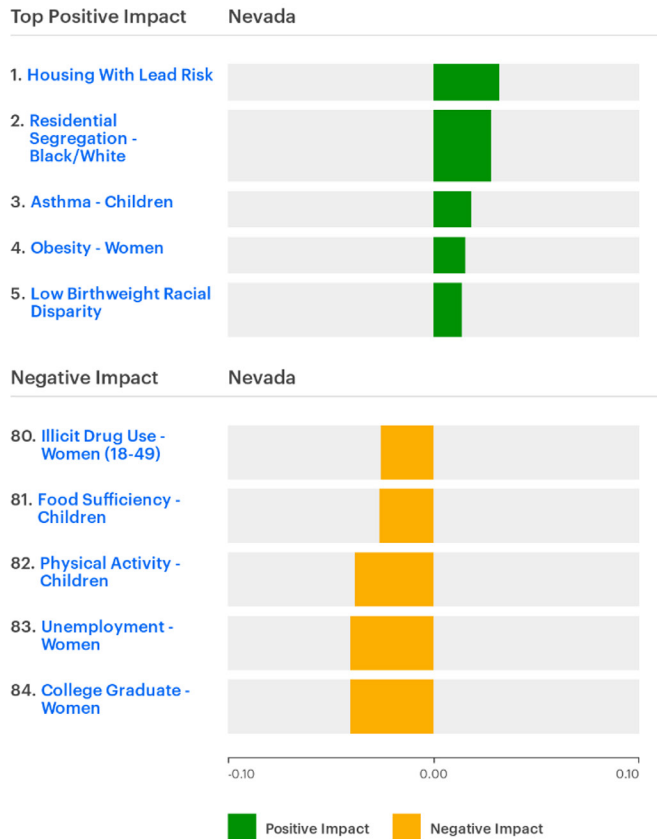 Top Positive Impact Nevada
1. Housing With Lead Risk
2. Residential
Segregation -
Black/White
3. Asthma - Children
4. Obesity - Women
5. Low Birthweight Racial
Disparity
Negative Impact Nevada
80. Illicit Drug Use -
Women (18-49)
81. Food Sufficiency -
Children
82. Physical Activity -
Children
83. Unemployment -
Women
84. College Graduate -
Women
-0.10 0.00 0.10
Positive Impact Negative Impact